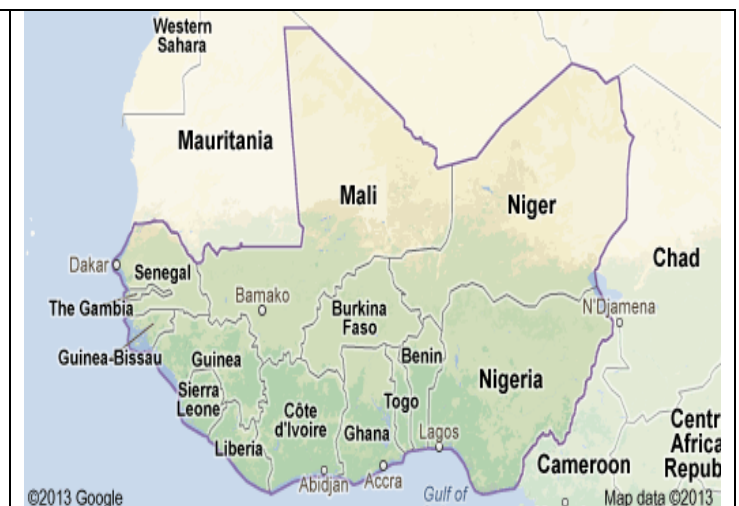 Western
Sahara
Mauritania
Mali
Niger
Chad
Dakar
Senegal
The Gambia
Bamako
Burkina
Faso
N'Djamena
Guinea-Bissau
Guinea
Benin
Nigeria
Sierra
Leone
Côte
d'Ivoire
Togo
Ghana
Lagos
Liberia
Centr
Africa
Repub
Cameroon
Abidjan
Accra
Gulf of
©2013 Google
Map data ©2013